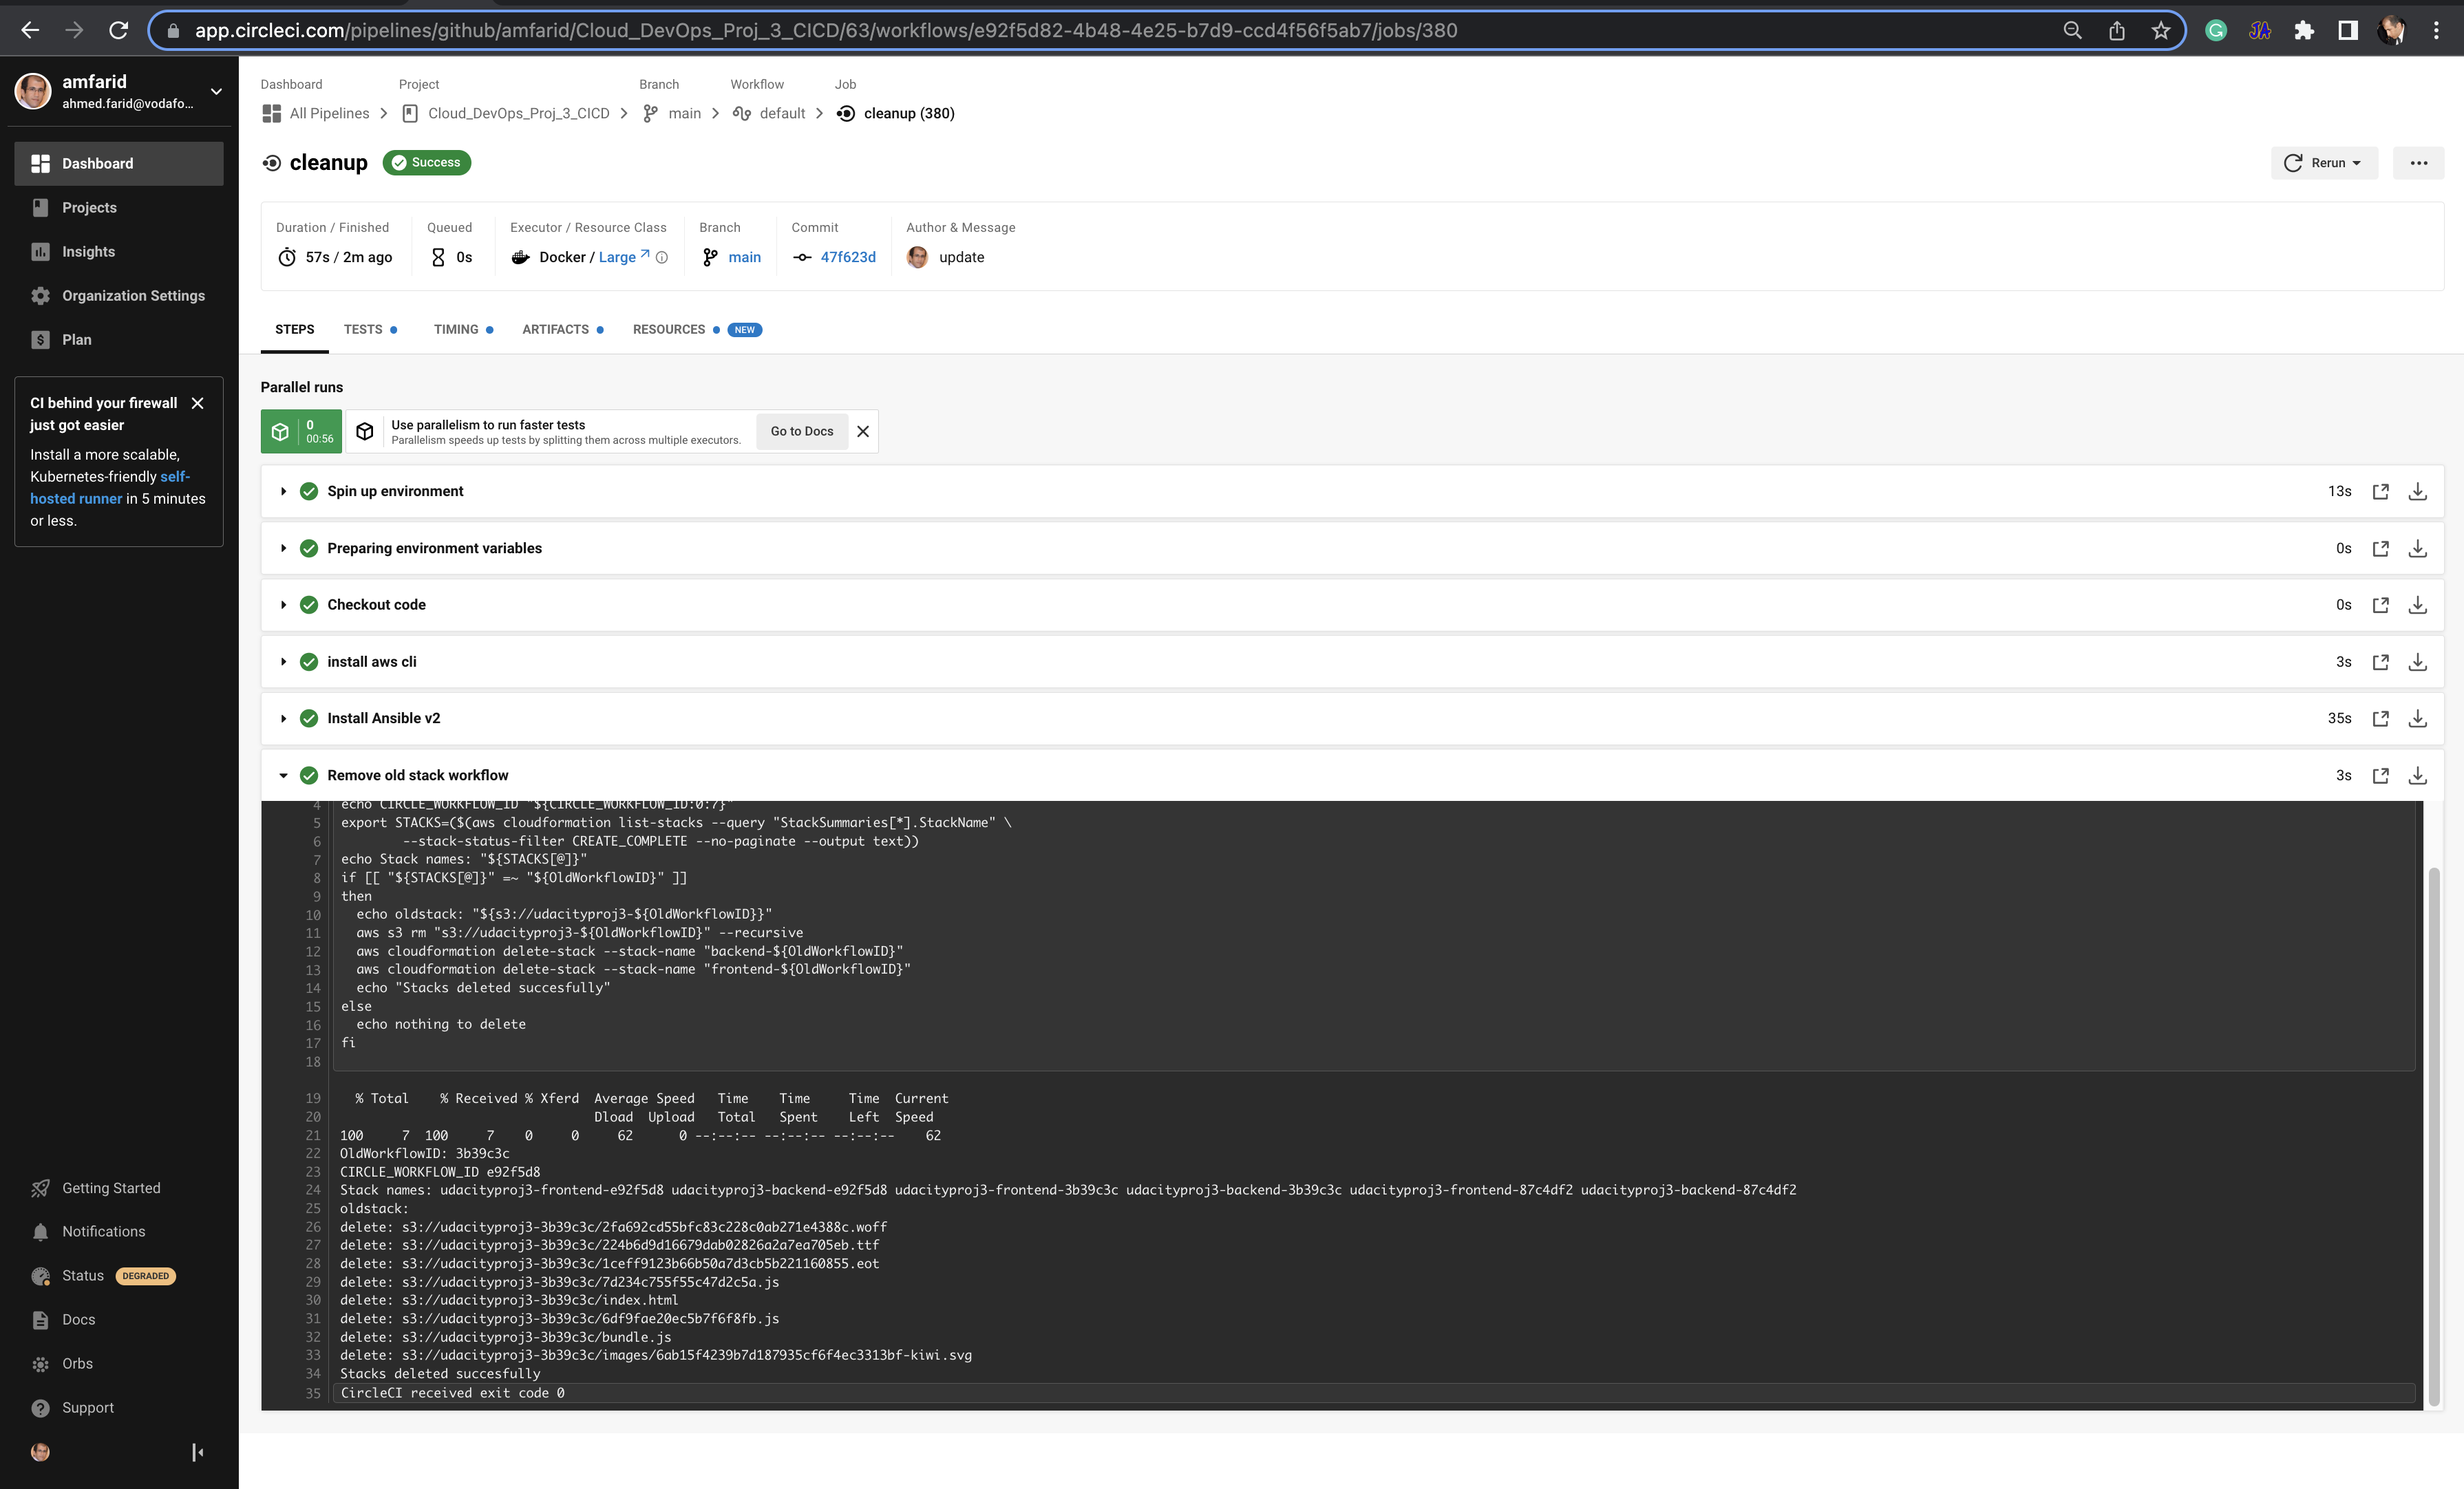 app.circleci.com/pipelines/github/amfarid/Cloud_DevOps_Proj_3_CICD/63/workflows/e92f5d82-4b48-4e25-b7d9-ccd4f56f5ab7/jobs/380
amfarid
ahmed.farid@vodafo...
Dashboard
Projects
Insights
Organization Settings
Plan
CI behind your firewall
just got easier
Install a more scalable,
Kubernetes-friendly self-
hosted runner in 5 minutes
or less.
Getting Started
Notifications
Status DEGRADED
Docs
Orbs
Support
Dashboard Project Branch Workflow Job
All Pipelines Cloud_DevOps_Proj_3_CICD main default cleanup (380)
cleanup Success Rerun
Duration / Finished Queued Executor / Resource Class Branch Commit Author & Message
57s / 2m ago 0s Docker / Large main 47f623d update
STEPS TESTS TIMING ARTIFACTS RESOURCES NEW
Parallel runs
0
00:56
Use parallelism to run faster tests
Parallelism speeds up tests by splitting them across multiple executors.
Go to Docs
Spin up environment 13s
Preparing environment variables 0s
Checkout code 0s
install aws cli 3s
Install Ansible v2 35s
Remove old stack workflow 3s
4 echo CIRCLE_WORKFLOW_ID "${CIRCLE_WORKFLOW_ID:0:7}"
5 export STACKS=($(aws cloudformation list-stacks --query "StackSummaries[*].StackName" \
6 --stack-status-filter CREATE_COMPLETE --no-paginate --output text))
7 echo Stack names: "${STACKS[@]}"
8 if [[ "${STACKS[@]}" =~ "${OldWorkflowID}" ]]
9 then
10 echo oldstack: "${s3://udacityproj3-${OldWorkflowID}}"
11 aws s3 rm "s3://udacityproj3-${OldWorkflowID}" --recursive
12 aws cloudformation delete-stack --stack-name "backend-${OldWorkflowID}"
13 aws cloudformation delete-stack --stack-name "frontend-${OldWorkflowID}"
14 echo "Stacks deleted succesfully"
15 else
16 echo nothing to delete
17 fi
18
19 % Total % Received % Xferd Average Speed Time Time Time Current
20 Dload Upload Total Spent Left Speed
21 100 7 100 7 0 0 62 0 --:--:-- --:--:-- --:--:-- 62
22 OldWorkflowID: 3b39c3c
23 CIRCLE_WORKFLOW_ID e92f5d8
24 Stack names: udacityproj3-frontend-e92f5d8 udacityproj3-backend-e92f5d8 udacityproj3-frontend-3b39c3c udacityproj3-backend-3b39c3c udacityproj3-frontend-87c4df2 udacityproj3-backend-87c4df2
25 oldstack:
26 delete: s3://udacityproj3-3b39c3c/2fa692cd55bfc83c228c0ab271e4388c.woff
27 delete: s3://udacityproj3-3b39c3c/224b6d9d16679dab02826a2a7ea705eb.ttf
28 delete: s3://udacityproj3-3b39c3c/1ceff9123b66b50a7d3cb5b221160855.eot
29 delete: s3://udacityproj3-3b39c3c/7d234c755f55c47d2c5a.js
30 delete: s3://udacityproj3-3b39c3c/index.html
31 delete: s3://udacityproj3-3b39c3c/6df9fae20ec5b7f6f8fb.js
32 delete: s3://udacityproj3-3b39c3c/bundle.js
33 delete: s3://udacityproj3-3b39c3c/images/6ab15f4239b7d187935cf6f4ec3313bf-kiwi.svg
34 Stacks deleted succesfully
35 CircleCI received exit code 0